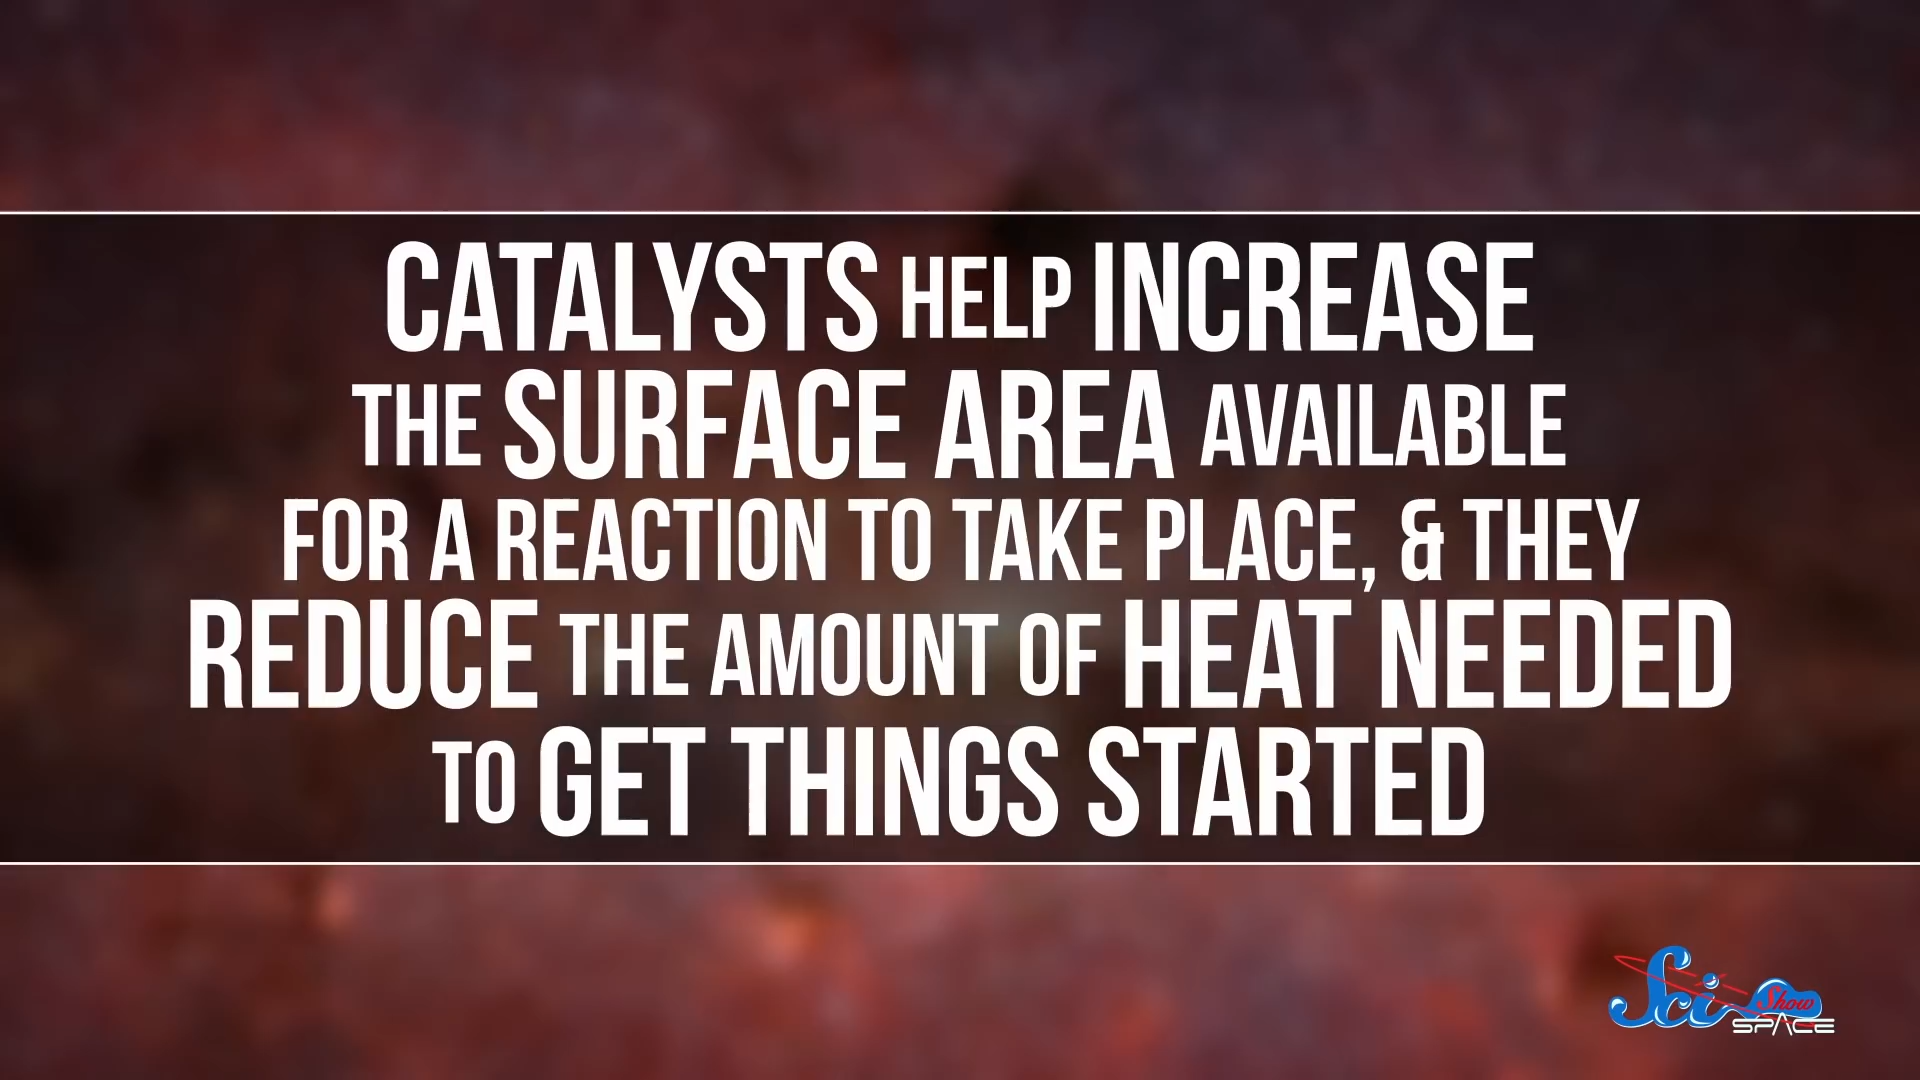 CATALYSTS HELP INCREASE
THE SURFACE AREA AVAILABLE
FOR A REACTION TO TAKE PLACE, & THEY
REDUCE THE AMOUNT OF HEAT NEEDED
TO GET THINGS STARTED
Sci Show
SPACE